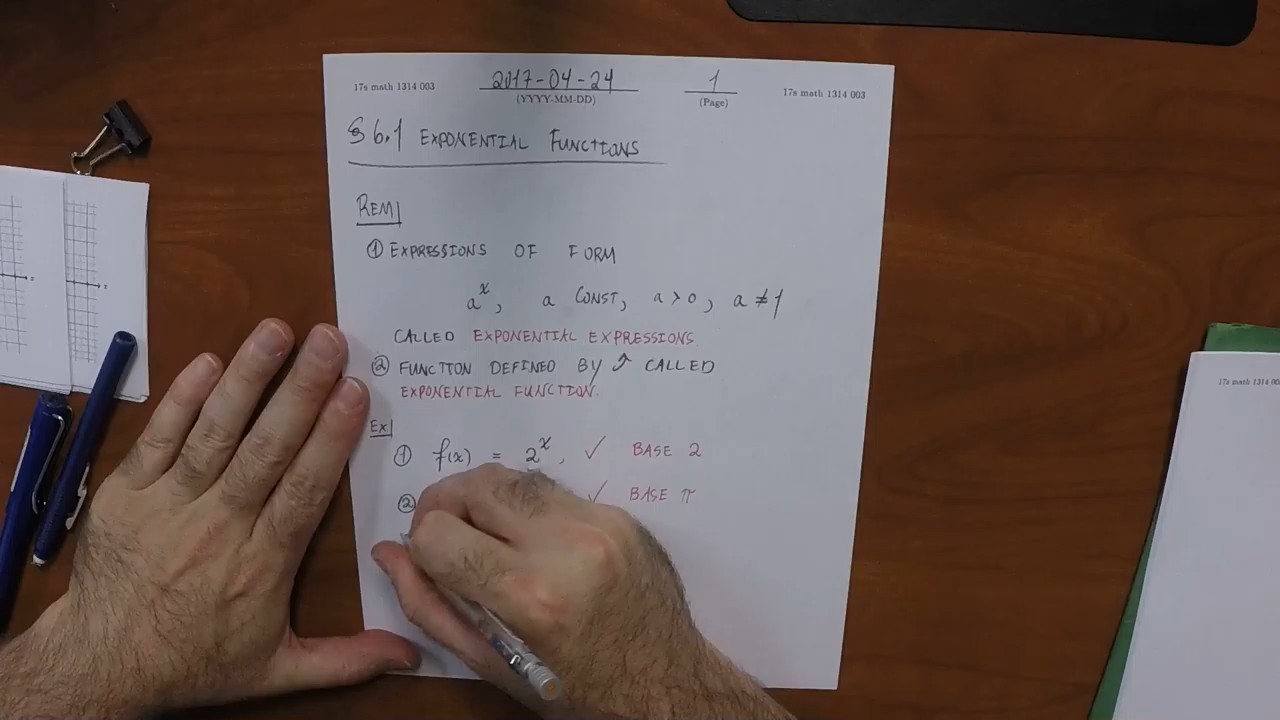 17s math 1314 003 2017-04-24 1 17s math 1314 003
(YYYY-MM-DD) (Page)
§ 6.1 EXPONENTIAL FUNCTIONS
REM
① EXPRESSIONS OF FORM
aˣ, a CONST, a > 0, a ≠ 1
CALLED EXPONENTIAL EXPRESSIONS.
② FUNCTION DEFINED BY ↑ CALLED
EXPONENTIAL FUNCTION.
EX
① f(x) = 2ˣ, ✓ BASE 2
② ✓ BASE π
17s math 1314